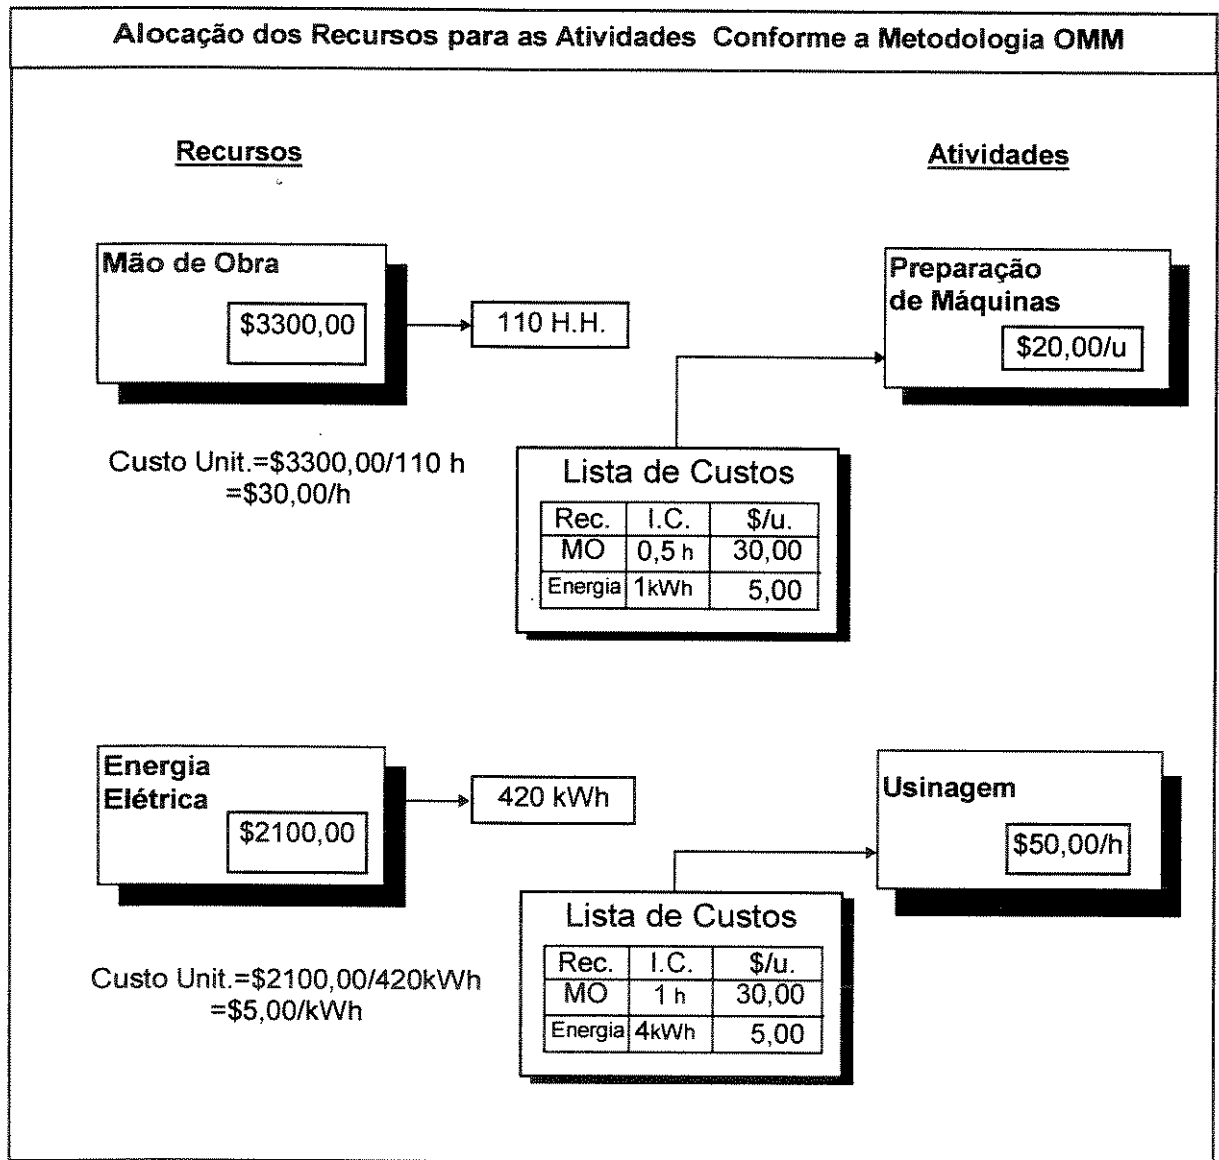 Alocação dos Recursos para as Atividades Conforme a Metodologia OMM
Recursos
Atividades
Mão de Obra
$3300,00
110 H.H.
Preparação
de Máquinas
$20,00/u
Custo Unit.=$3300,00/110 h
=$30,00/h
Lista de Custos
Rec. I.C. $/u.
MO 0,5 h 30,00
Energia 1kWh 5,00
Energia
Elétrica
$2100,00
420 kWh
Usinagem
$50,00/h
Custo Unit.=$2100,00/420kWh
=$5,00/kWh
Lista de Custos
Rec. I.C. $/u.
MO 1 h 30,00
Energia 4kWh 5,00